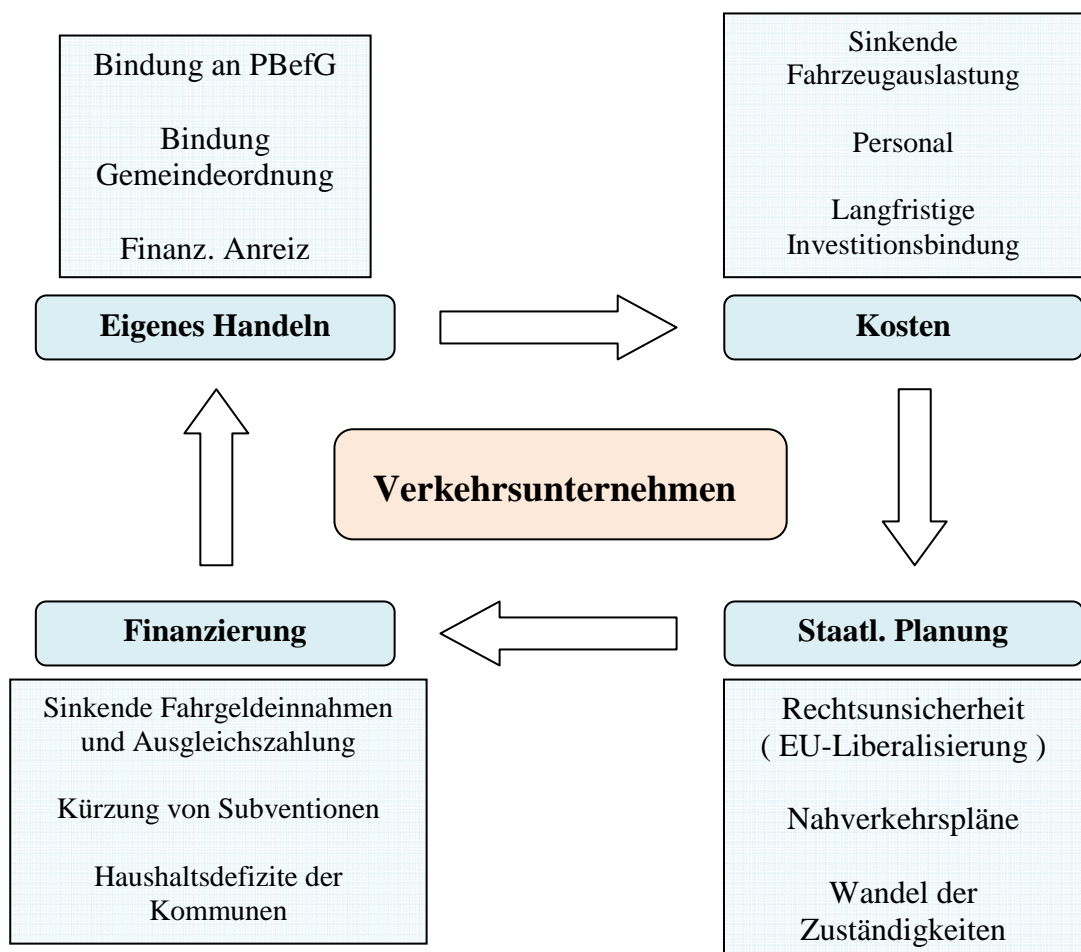 Bindung an PBefG
Bindung
Gemeindeordnung
Finanz. Anreiz
Eigenes Handeln
Sinkende
Fahrzeugauslastung
Personal
Langfristige
Investitionsbindung
Kosten
Verkehrsunternehmen
Finanzierung
Sinkende Fahrgeldeinnahmen
und Ausgleichszahlung
Kürzung von Subventionen
Haushaltsdefizite der
Kommunen
Staatl. Planung
Rechtsunsicherheit
( EU-Liberalisierung )
Nahverkehrspläne
Wandel der
Zuständigkeiten